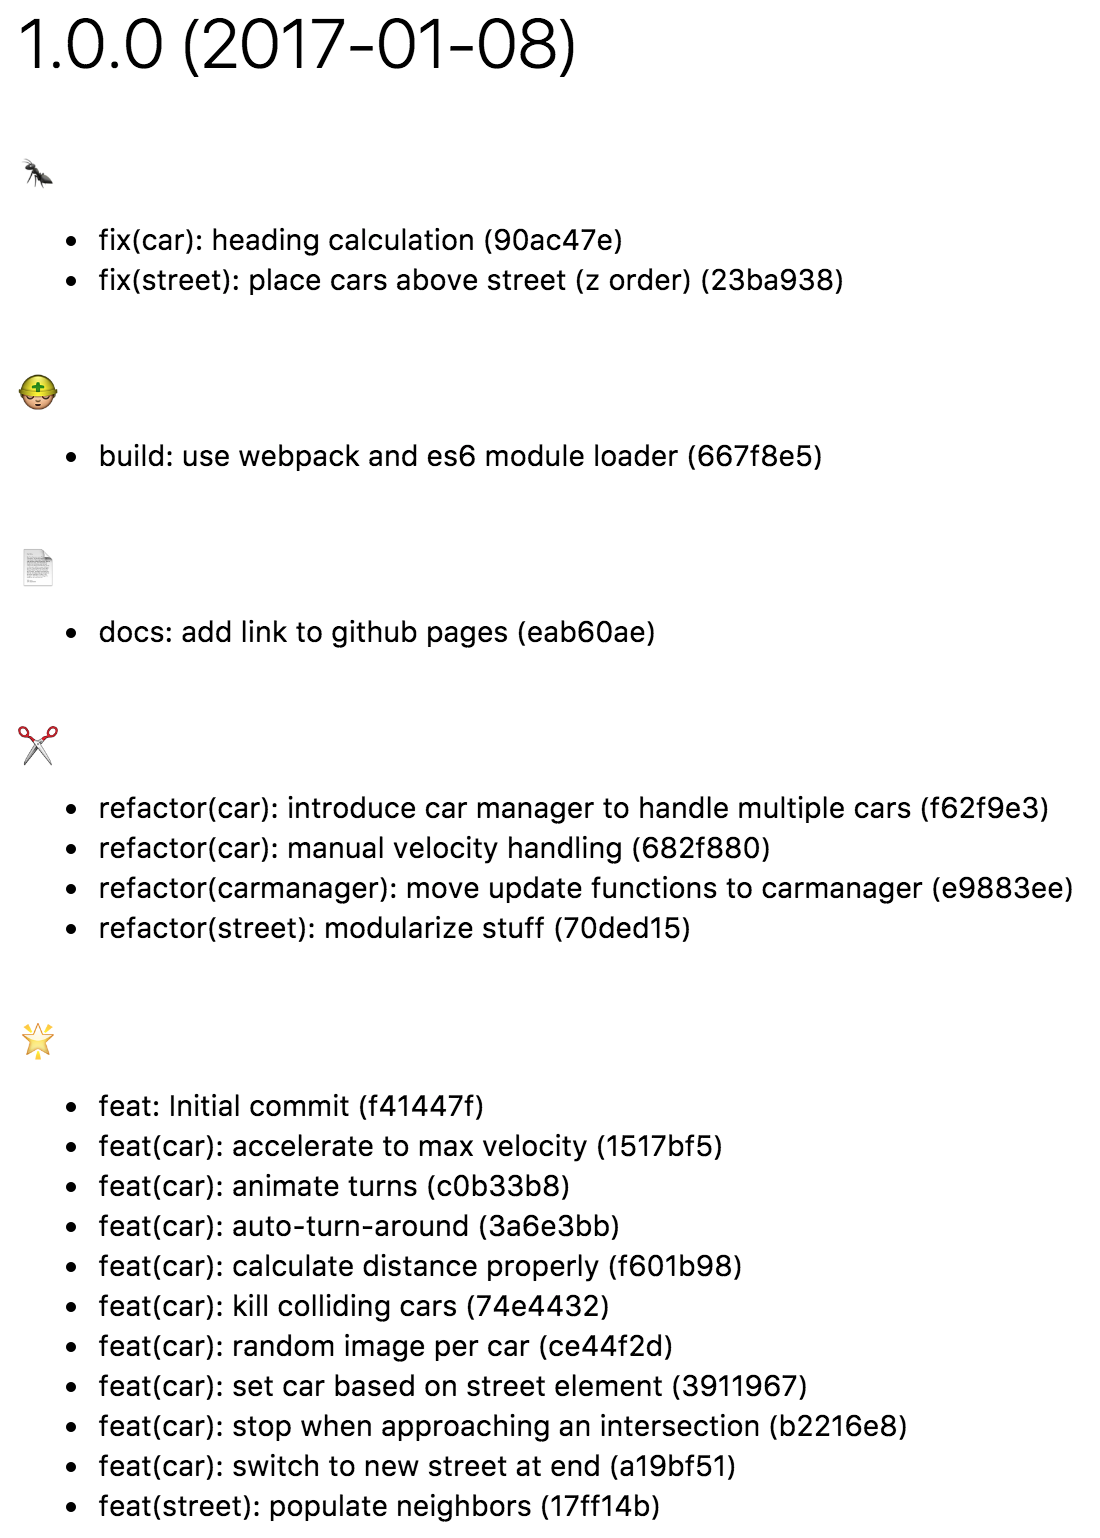 1.0.0 (2017-01-08)
fix(car): heading calculation (90ac47e)
fix(street): place cars above street (z order) (23ba938)
build: use webpack and es6 module loader (667f8e5)
docs: add link to github pages (eab60ae)
refactor(car): introduce car manager to handle multiple cars (f62f9e3)
refactor(car): manual velocity handling (682f880)
refactor(carmanager): move update functions to carmanager (e9883ee)
refactor(street): modularize stuff (70ded15)
feat: Initial commit (f41447f)
feat(car): accelerate to max velocity (1517bf5)
feat(car): animate turns (c0b33b8)
feat(car): auto-turn-around (3a6e3bb)
feat(car): calculate distance properly (f601b98)
feat(car): kill colliding cars (74e4432)
feat(car): random image per car (ce44f2d)
feat(car): set car based on street element (3911967)
feat(car): stop when approaching an intersection (b2216e8)
feat(car): switch to new street at end (a19bf51)
feat(street): populate neighbors (17ff14b)